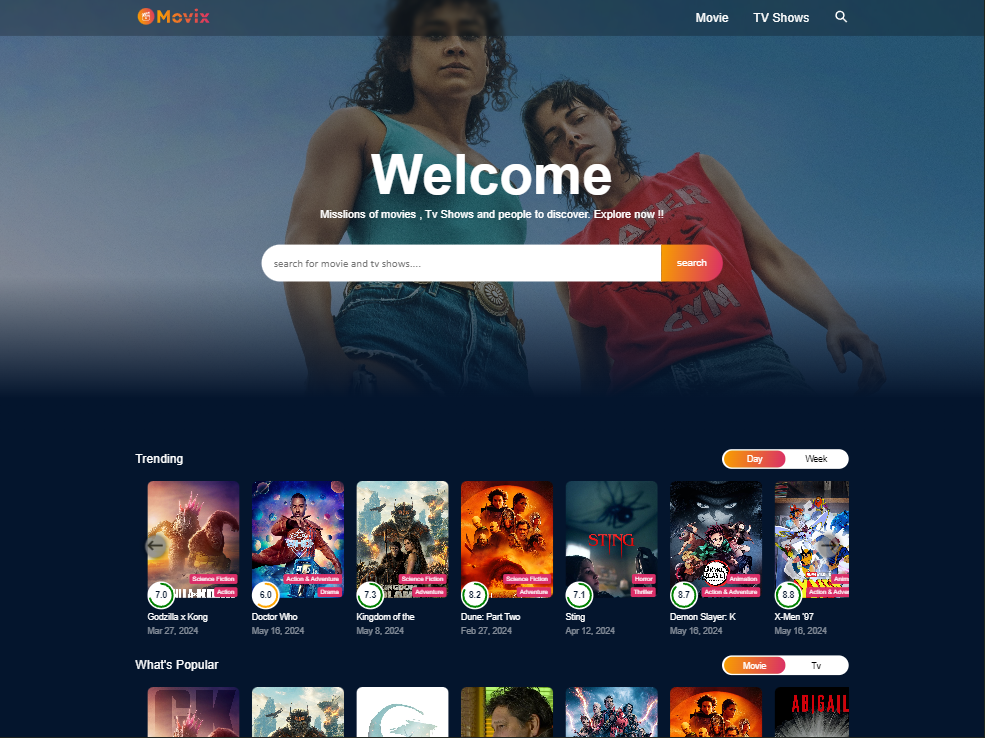 Movix
Movie TV Shows
Welcome
Misslions of movies , Tv Shows and people to discover. Explore now !!
search for movie and tv shows.... search
SAFER
GYM
Trending Day Week
STING
Science Fiction Action & Adventure Science Fiction Science Fiction Horror Animation
Action Drama Adventure Adventure Thriller Action & Adventure
7.0 6.0 7.3 8.2 7.1 8.7 8.8
Godzilla x Kong Doctor Who Kingdom of the Dune: Part Two Sting Demon Slayer: K X-Men '97
Mar 27, 2024 May 16, 2024 May 8, 2024 Feb 27, 2024 Apr 12, 2024 May 16, 2024 May 16, 2024
What's Popular Movie Tv
ABIGAIL